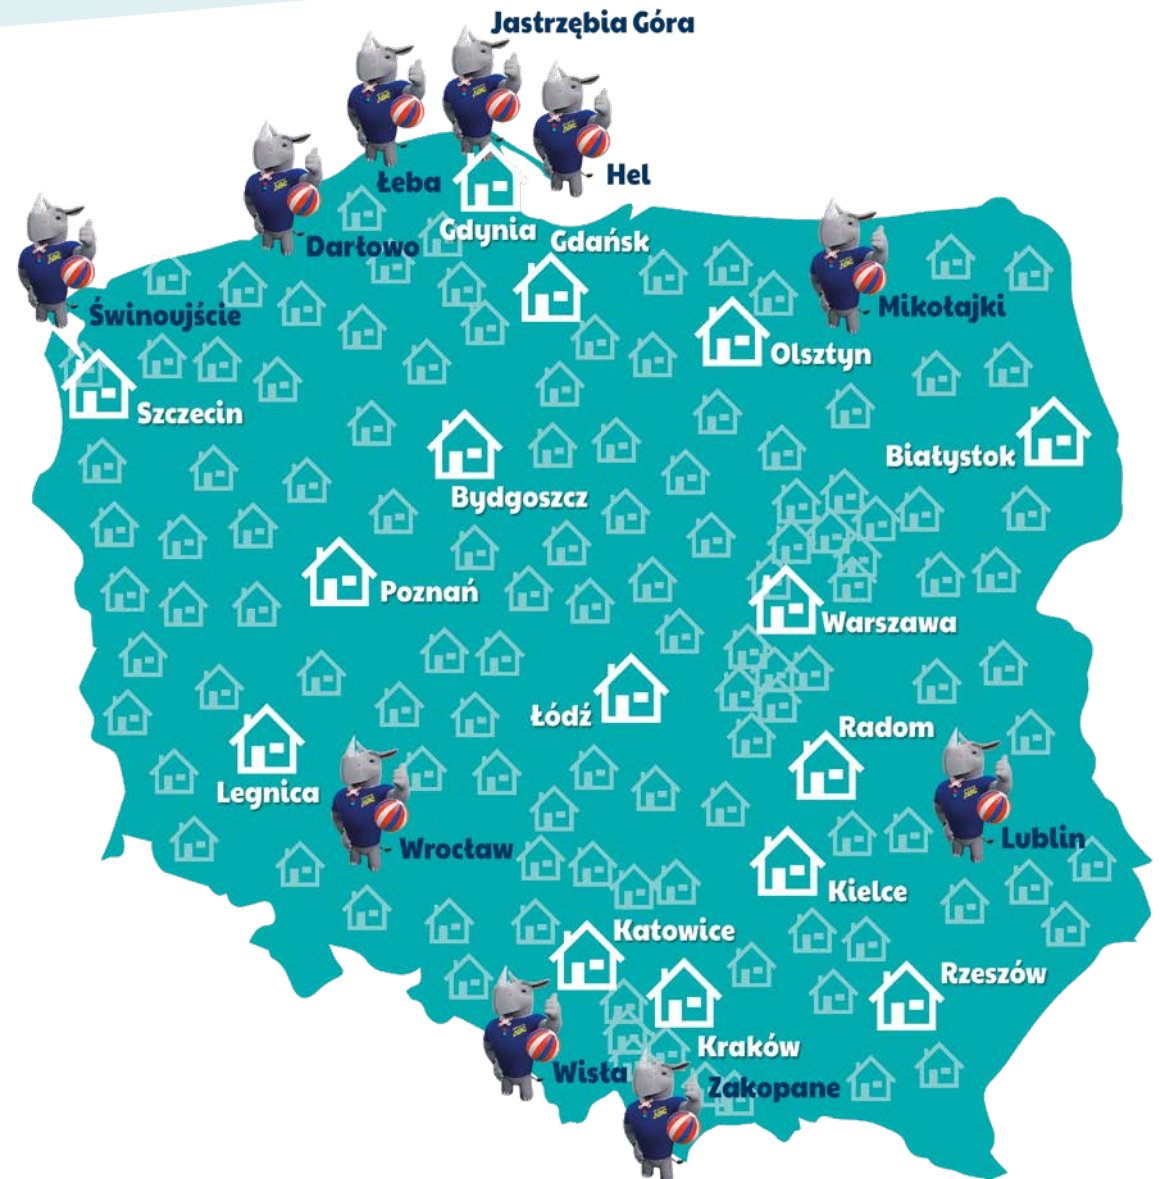 Jastrzębia Góra
Hel
Łeba
Gdynia
Gdańsk
Darłowo
Świnoujście
Mikołajki
Olsztyn
Szczecin
Białystok
Bydgoszcz
Poznań
Warszawa
Łódź
Radom
Legnica
Wrocław
Lublin
Kielce
Katowice
Rzeszów
Kraków
Wisła
Zakopane